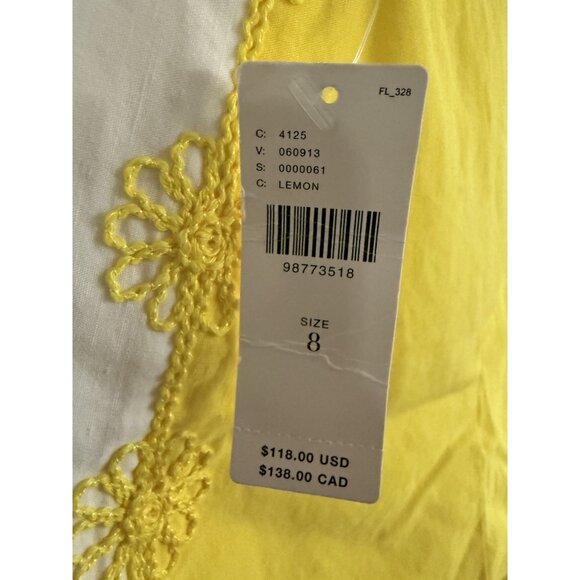 FL_328
C: 4125
V: 060913
S: 0000061
C: LEMON
98773518
SIZE
8
$118.00 USD
$138.00 CAD